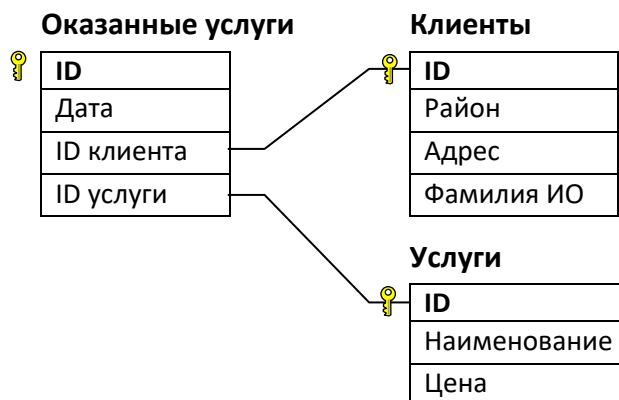 Оказанные услуги
ID
Дата
ID клиента
ID услуги
Клиенты
ID
Район
Адрес
Фамилия ИО
Услуги
ID
Наименование
Цена